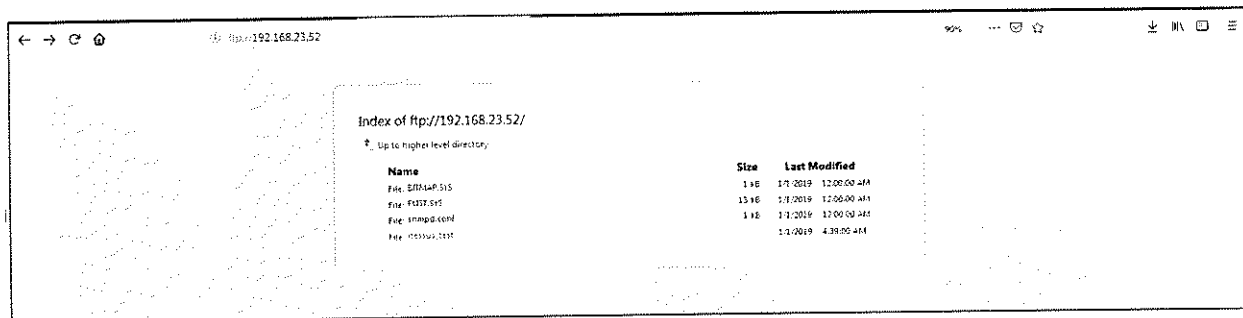 ftp://192.168.23.52
90%
Index of ftp://192.168.23.52/
Up to higher level directory
Name Size Last Modified
File: BITMAP.SYS 1 KB 1/1/2019 12:00:00 AM
File: 13 KB 1/1/2019 12:00:00 AM
File: snmpd.conf 1 KB 1/1/2019 12:00:00 AM
File: nessus_test 1/1/2019 4:39:00 AM